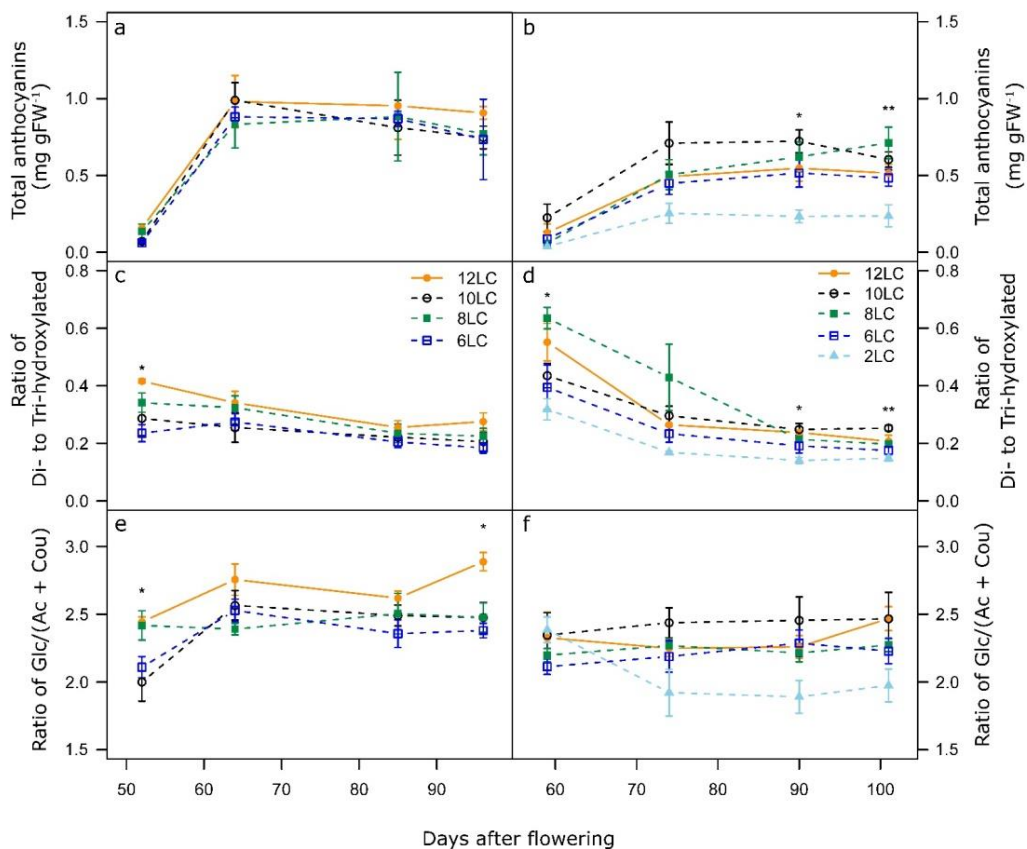 a
b
1.5
1.0
0.5
0.0
Total anthocyanins
(mg gFW⁻¹)
*
**
1.5
1.0
0.5
0.0
Total anthocyanins
(mg gFW⁻¹)
c
0.8
0.6
0.4
0.2
0.0
Ratio of
Di- to Tri-hydroxylated
*
12LC
10LC
8LC
6LC
d
*
*
**
12LC
10LC
8LC
6LC
2LC
0.8
0.6
0.4
0.2
0.0
Ratio of
Di- to Tri-hydroxylated
e
3.0
2.5
2.0
1.5
Ratio of Glc/(Ac + Cou)
*
*
f
3.0
2.5
2.0
1.5
Ratio of Glc/(Ac + Cou)
50 60 70 80 90
60 70 80 90 100
Days after flowering